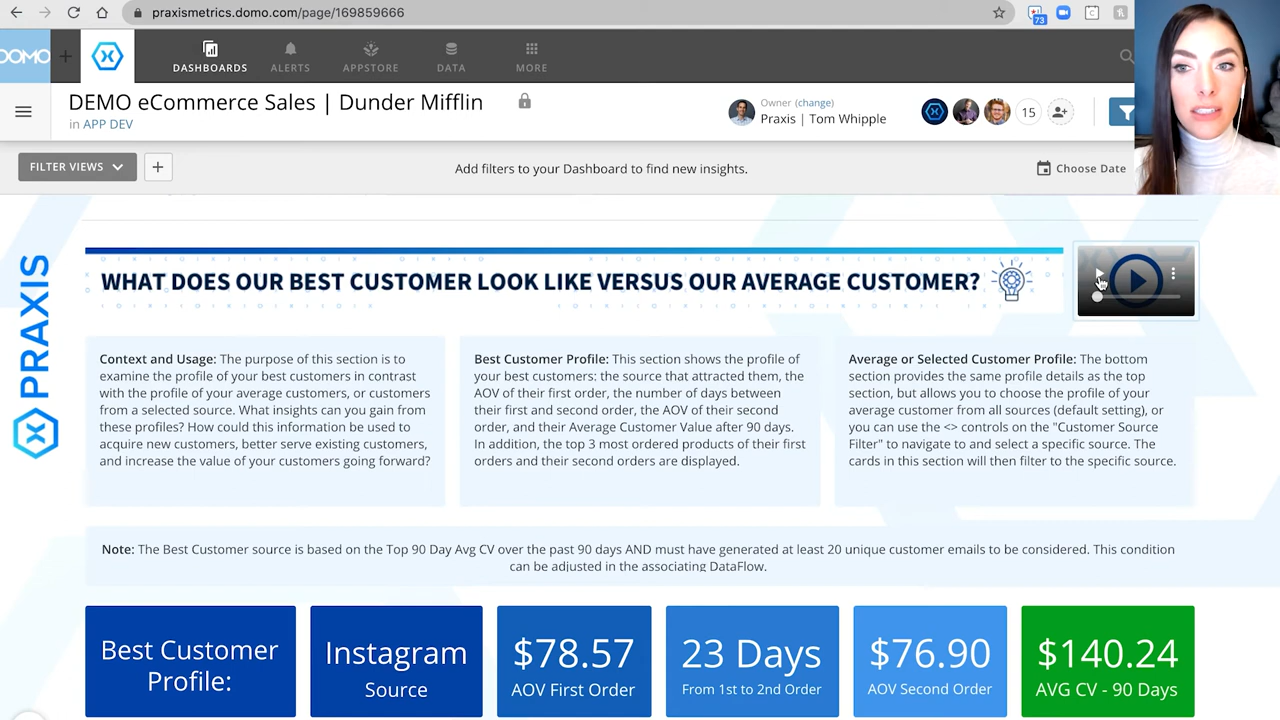 praxismetrics.domo.com/page/169859666
73
DOMO
DASHBOARDS
ALERTS
APPSTORE
DATA
MORE
DEMO eCommerce Sales | Dunder Mifflin
in APP DEV
Owner (change)
Praxis | Tom Whipple
15
FILTER VIEWS
Add filters to your Dashboard to find new insights.
Choose Date
PRAXIS
WHAT DOES OUR BEST CUSTOMER LOOK LIKE VERSUS OUR AVERAGE CUSTOMER?
Context and Usage: The purpose of this section is to
examine the profile of your best customers in contrast
with the profile of your average customers, or customers
from a selected source. What insights can you gain from
these profiles? How could this information be used to
acquire new customers, better serve existing customers,
and increase the value of your customers going forward?
Best Customer Profile: This section shows the profile of
your best customers: the source that attracted them, the
AOV of their first order, the number of days between
their first and second order, the AOV of their second
order, and their Average Customer Value after 90 days.
In addition, the top 3 most ordered products of their first
orders and their second orders are displayed.
Average or Selected Customer Profile: The bottom
section provides the same profile details as the top
section, but allows you to choose the profile of your
average customer from all sources (default setting), or
you can use the <> controls on the "Customer Source
Filter" to navigate to and select a specific source. The
cards in this section will then filter to the specific source.
Note: The Best Customer source is based on the Top 90 Day Avg CV over the past 90 days AND must have generated at least 20 unique customer emails to be considered. This condition
can be adjusted in the associating DataFlow.
Best Customer
Profile:
Instagram
Source
$78.57
AOV First Order
23 Days
From 1st to 2nd Order
$76.90
AOV Second Order
$140.24
AVG CV - 90 Days